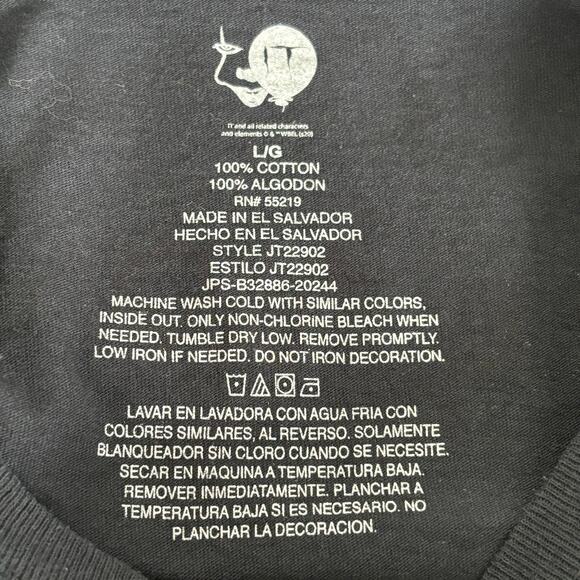 IT
IT and all related characters
and elements © & ™ WBEI. (s20)
L/G
100% COTTON
100% ALGODON
RN# 55219
MADE IN EL SALVADOR
HECHO EN EL SALVADOR
STYLE JT22902
ESTILO JT22902
JPS-B32886-20244
MACHINE WASH COLD WITH SIMILAR COLORS,
INSIDE OUT. ONLY NON-CHLORINE BLEACH WHEN
NEEDED. TUMBLE DRY LOW. REMOVE PROMPTLY.
LOW IRON IF NEEDED. DO NOT IRON DECORATION.
LAVAR EN LAVADORA CON AGUA FRIA CON
COLORES SIMILARES, AL REVERSO. SOLAMENTE
BLANQUEADOR SIN CLORO CUANDO SE NECESITE.
SECAR EN MAQUINA A TEMPERATURA BAJA.
REMOVER INMEDIATAMENTE. PLANCHAR A
TEMPERATURA BAJA SI ES NECESARIO. NO
PLANCHAR LA DECORACION.